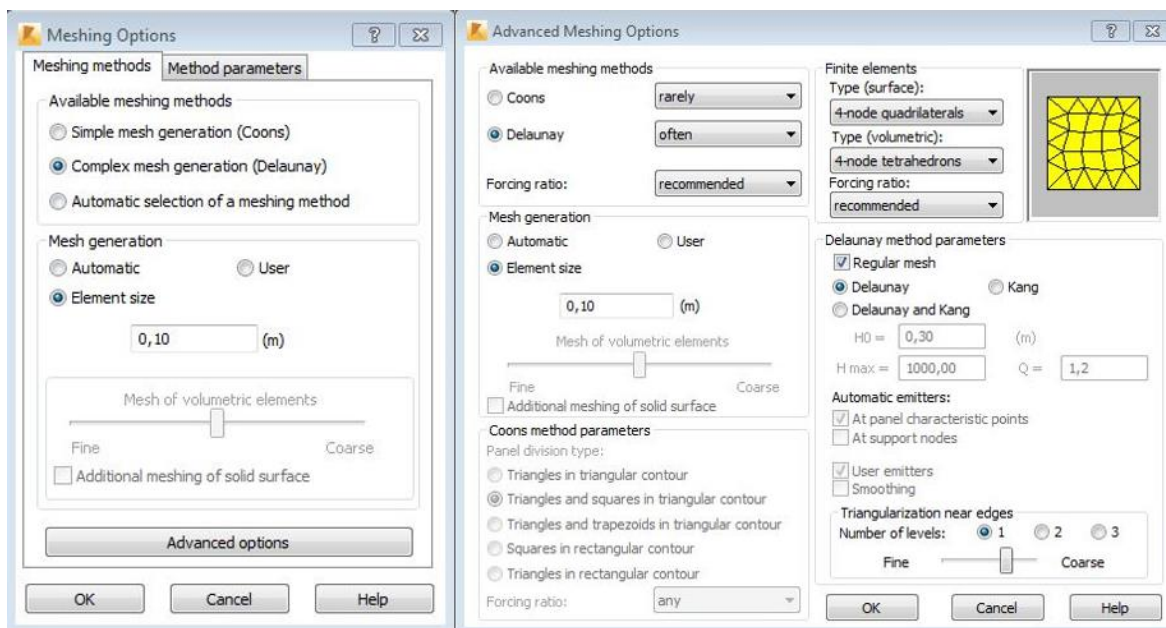 Meshing Options
Meshing methods
Method parameters
Available meshing methods
Simple mesh generation (Coons)
Complex mesh generation (Delaunay)
Automatic selection of a meshing method
Mesh generation
Automatic
User
Element size
0,10
(m)
Mesh of volumetric elements
Fine
Coarse
Additional meshing of solid surface
Advanced options
OK
Cancel
Help
Advanced Meshing Options
Available meshing methods
Coons
rarely
Delaunay
often
Forcing ratio:
recommended
Mesh generation
Automatic
User
Element size
0,10
(m)
Mesh of volumetric elements
Fine
Coarse
Additional meshing of solid surface
Coons method parameters
Panel division type:
Triangles in triangular contour
Triangles and squares in triangular contour
Triangles and trapezoids in triangular contour
Squares in rectangular contour
Triangles in rectangular contour
Forcing ratio:
any
Finite elements
Type (surface):
4-node quadrilaterals
Type (volumetric):
4-node tetrahedrons
Forcing ratio:
recommended
Delaunay method parameters
Regular mesh
Delaunay
Kang
Delaunay and Kang
H0 =
0,30
(m)
H max =
1000,00
Q =
1,2
Automatic emitters:
At panel characteristic points
At support nodes
User emitters
Smoothing
Triangularization near edges
Number of levels:
1
2
3
Fine
Coarse
OK
Cancel
Help